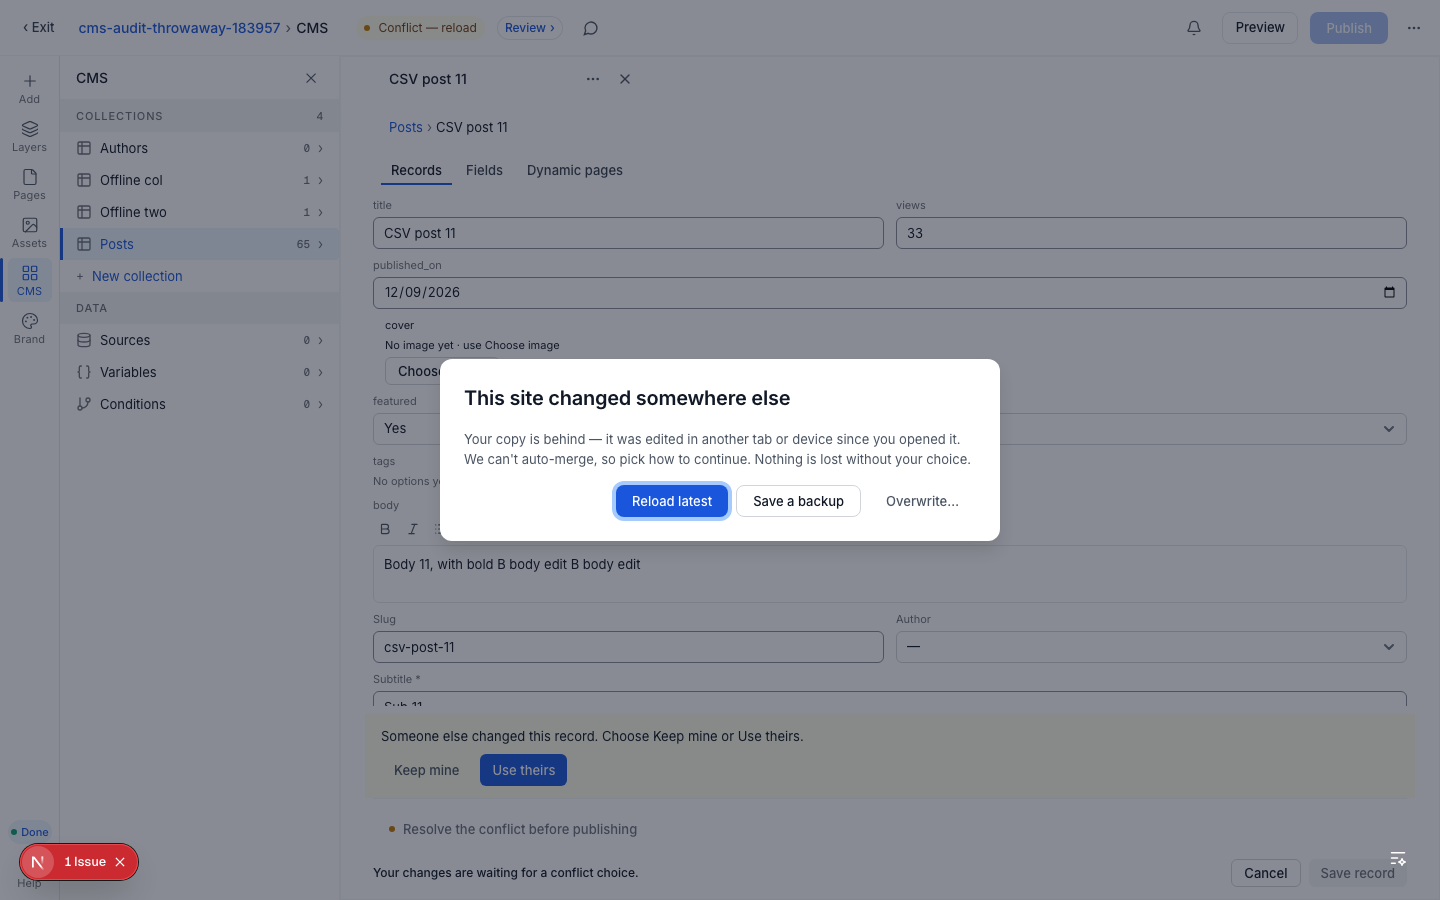 ‹ Exit
cms-audit-throwaway-183957 › CMS
Conflict — reload
Review ›
Preview
Publish
Add
Layers
Pages
Assets
CMS
Brand
Done
Help
1 Issue
CMS
COLLECTIONS 4
Authors 0 ›
Offline col 1 ›
Offline two 1 ›
Posts 65 ›
+ New collection
DATA
Sources 0 ›
Variables 0 ›
Conditions 0 ›
CSV post 11
Posts › CSV post 11
Records Fields Dynamic pages
title views
CSV post 11 33
published_on
12/09/2026
cover
No image yet · use Choose image
featured
Yes
tags
No options
body
B I
Body 11, with bold B body edit B body edit
Slug Author
csv-post-11 —
Subtitle *
Sub 11
This site changed somewhere else
Your copy is behind — it was edited in another tab or device since you opened it.
We can't auto-merge, so pick how to continue. Nothing is lost without your choice.
Reload latest Save a backup Overwrite...
Someone else changed this record. Choose Keep mine or Use theirs.
Keep mine Use theirs
Resolve the conflict before publishing
Your changes are waiting for a conflict choice.
Cancel Save record